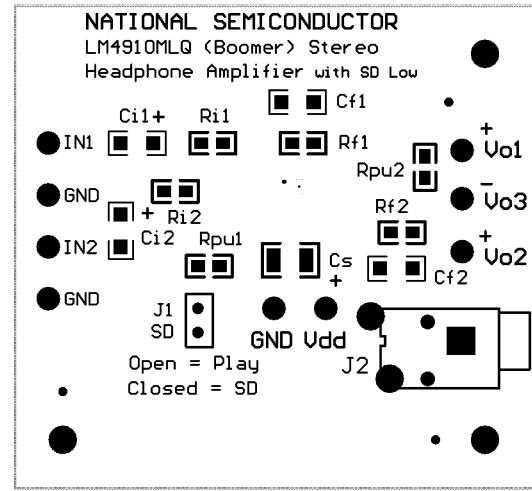 NATIONAL SEMICONDUCTOR
LM4910MLQ (Boomer) Stereo
Headphone Amplifier with SD Low
Cf1
Ci1+
Ri1
IN1
Rf1
+
Vo1
Rpu2
GND
Ri2
-
Vo3
+
Ci2
Rf2
IN2
Rpu1
+
Vo2
Cs
+
Cf2
GND
J1
SD
GND Vdd
J2
Open = Play
Closed = SD